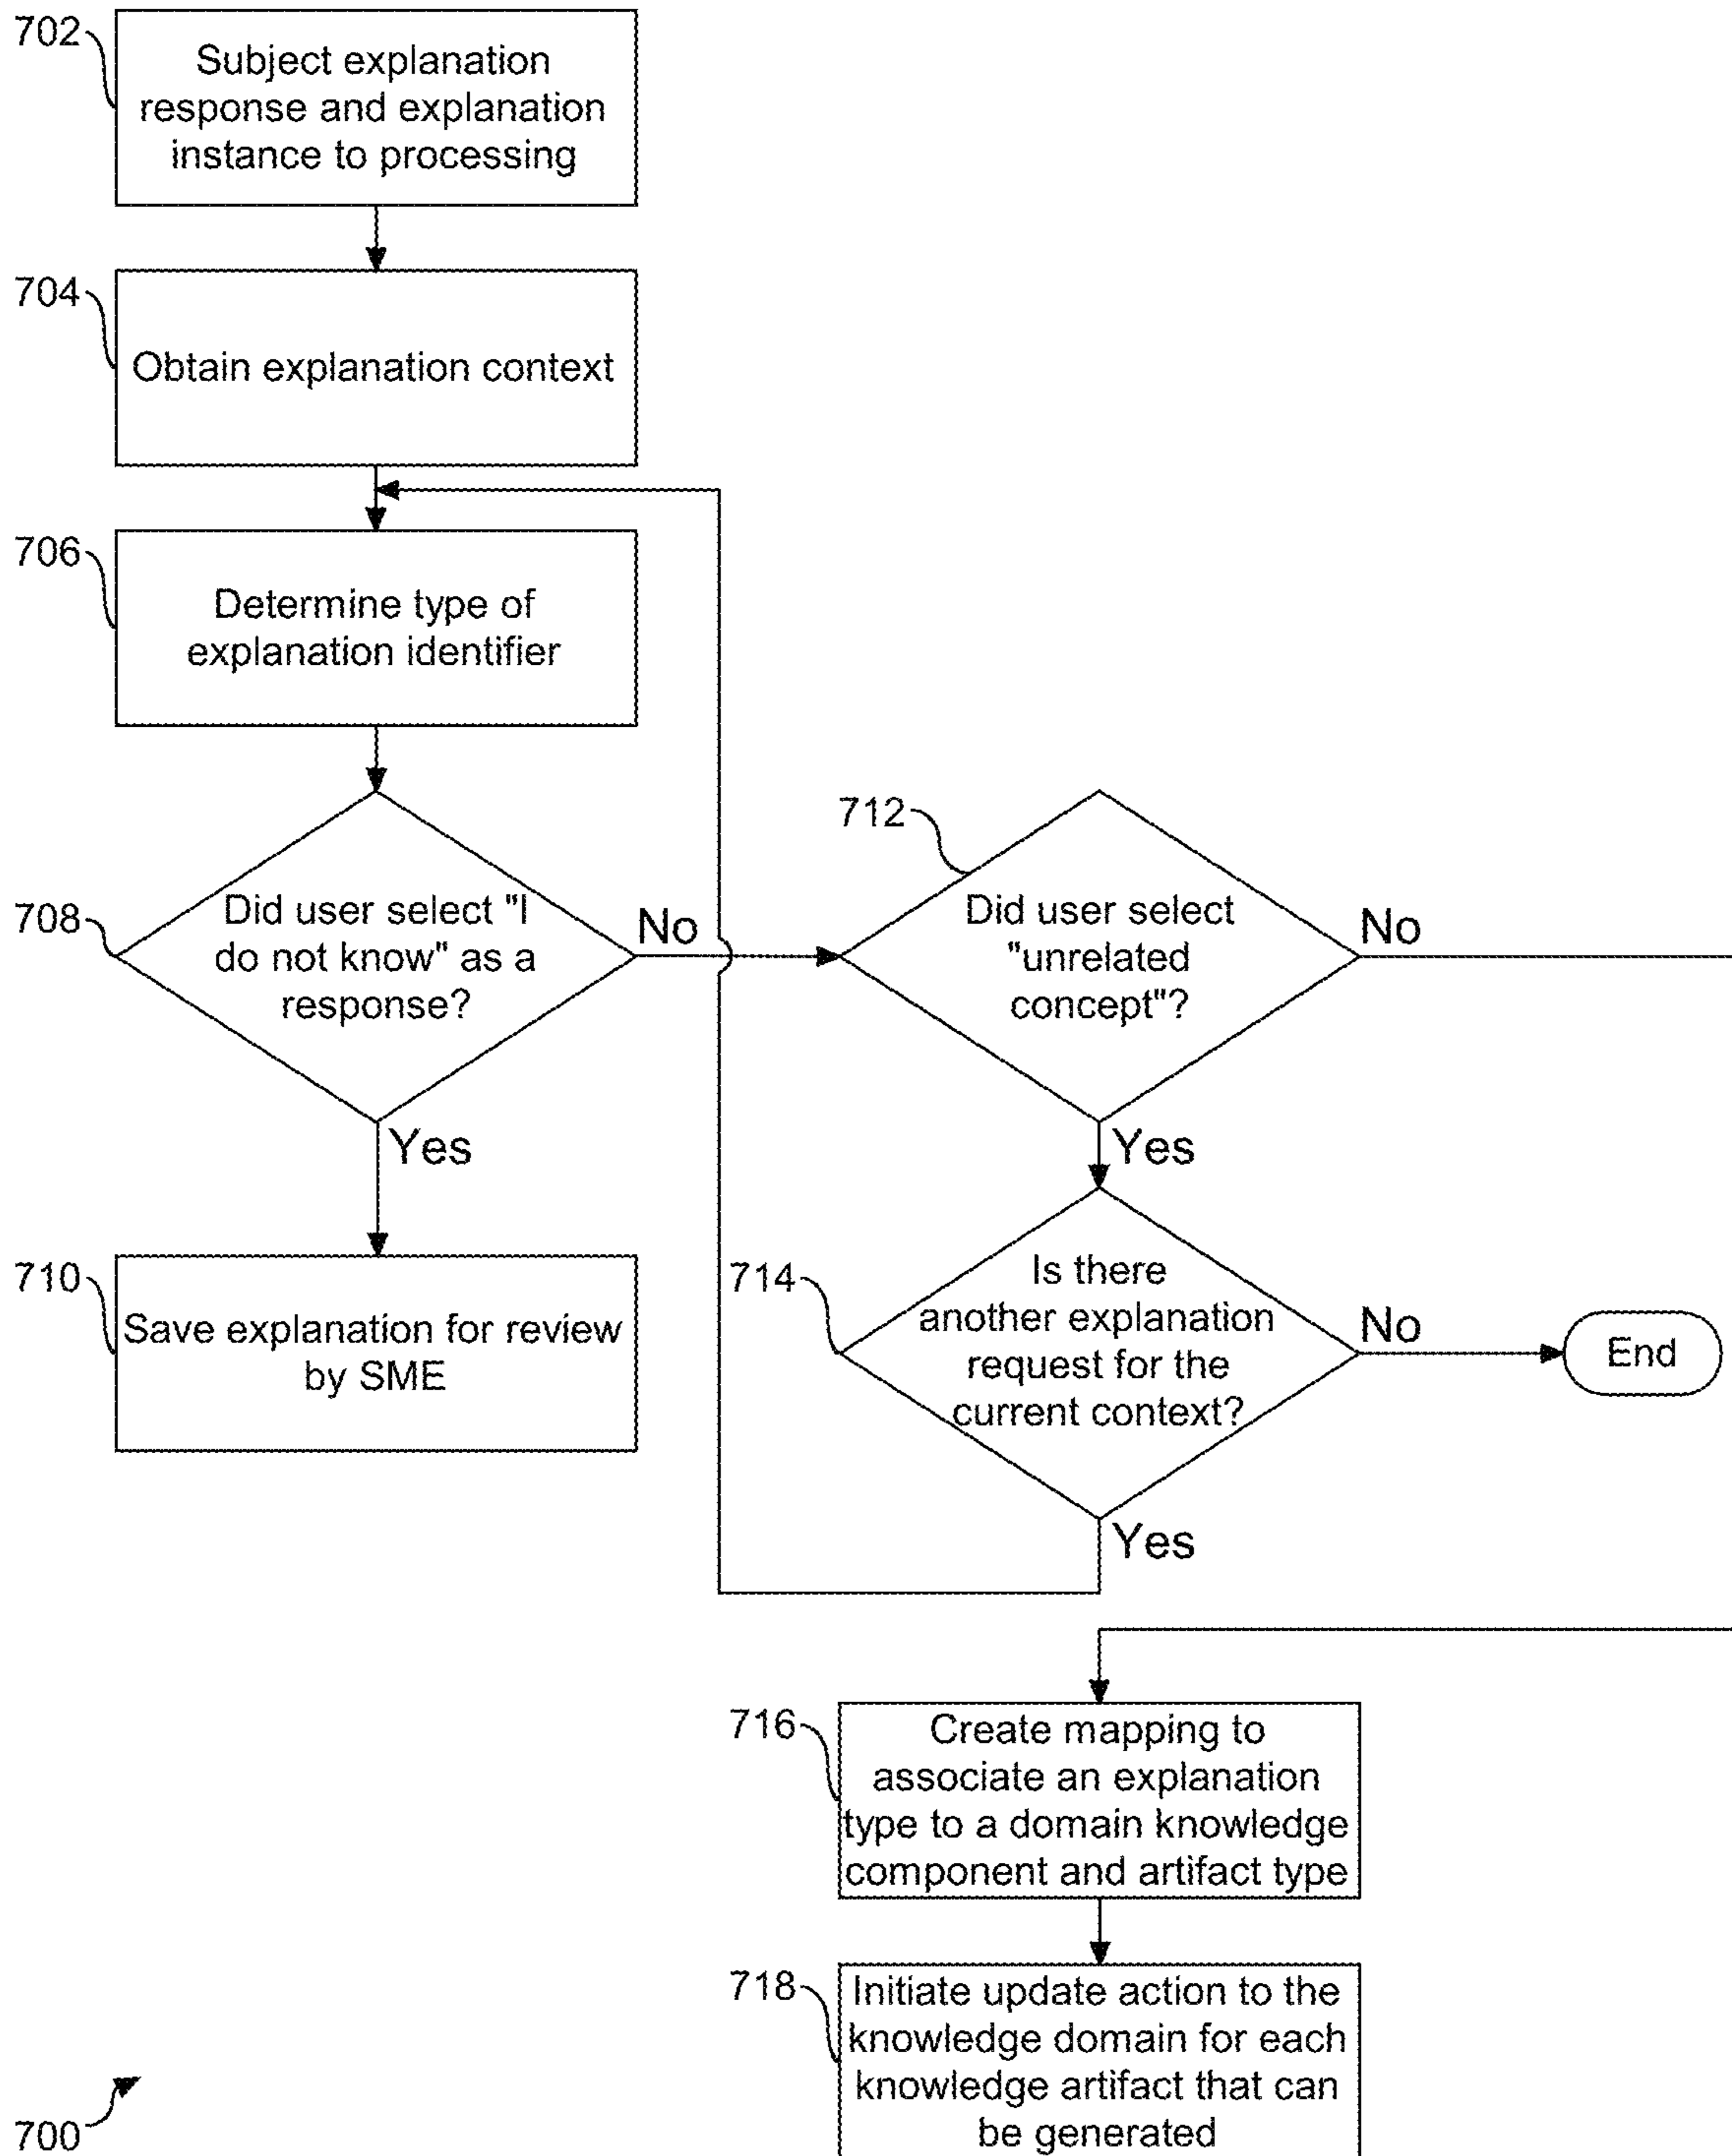 702
Subject explanation
response and explanation
instance to processing
704
Obtain explanation context
706
Determine type of
explanation identifier
708
Did user select "I
do not know" as a
response?
No
Yes
710
Save explanation for review
by SME
712
Did user select
"unrelated
concept"?
No
Yes
714
Is there
another explanation
request for the
current context?
No
End
Yes
716
Create mapping to
associate an explanation
type to a domain knowledge
component and artifact type
718
Initiate update action to the
knowledge domain for each
knowledge artifact that can
be generated
700